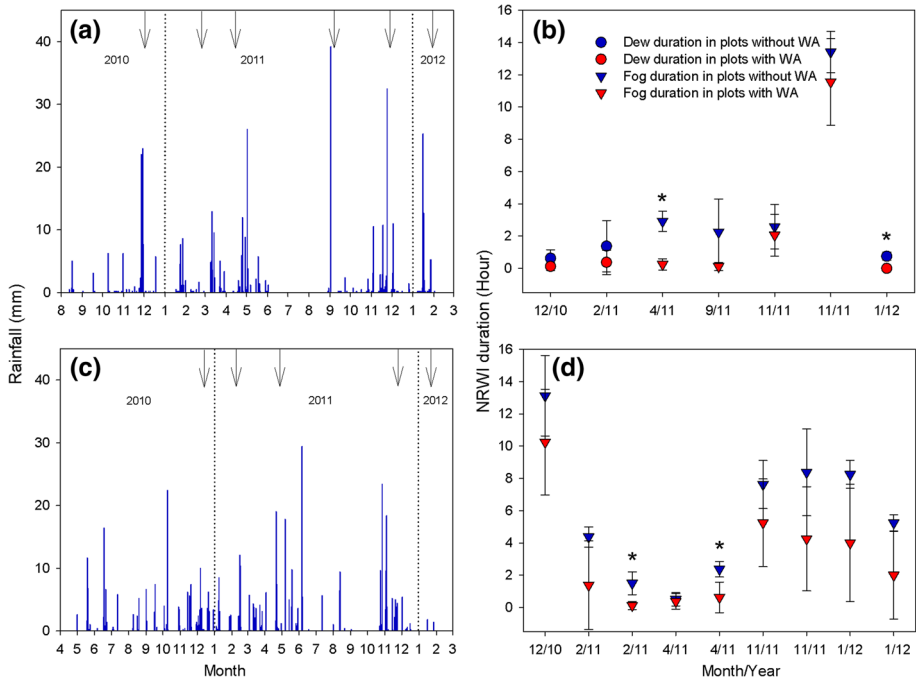 (a)
2010
2011
2012
40
30
20
10
0
8 9 10 11 12 1 2 3 4 5 6 7 8 9 10 11 12 1 2 3
Rainfall (mm)
(b)
Dew duration in plots without WA
Dew duration in plots with WA
Fog duration in plots without WA
Fog duration in plots with WA
16
14
12
10
8
6
4
2
0
*
*
12/10 2/11 4/11 9/11 11/11 11/11 1/12
NRWI duration (Hour)
(c)
2010
2011
2012
40
30
20
10
0
4 5 6 7 8 9 10 11 12 1 2 3 4 5 6 7 8 9 10 11 12 1 2 3
Month
(d)
16
14
12
10
8
6
4
2
0
*
*
12/10 2/11 2/11 4/11 4/11 11/11 11/11 1/12 1/12
Month/Year